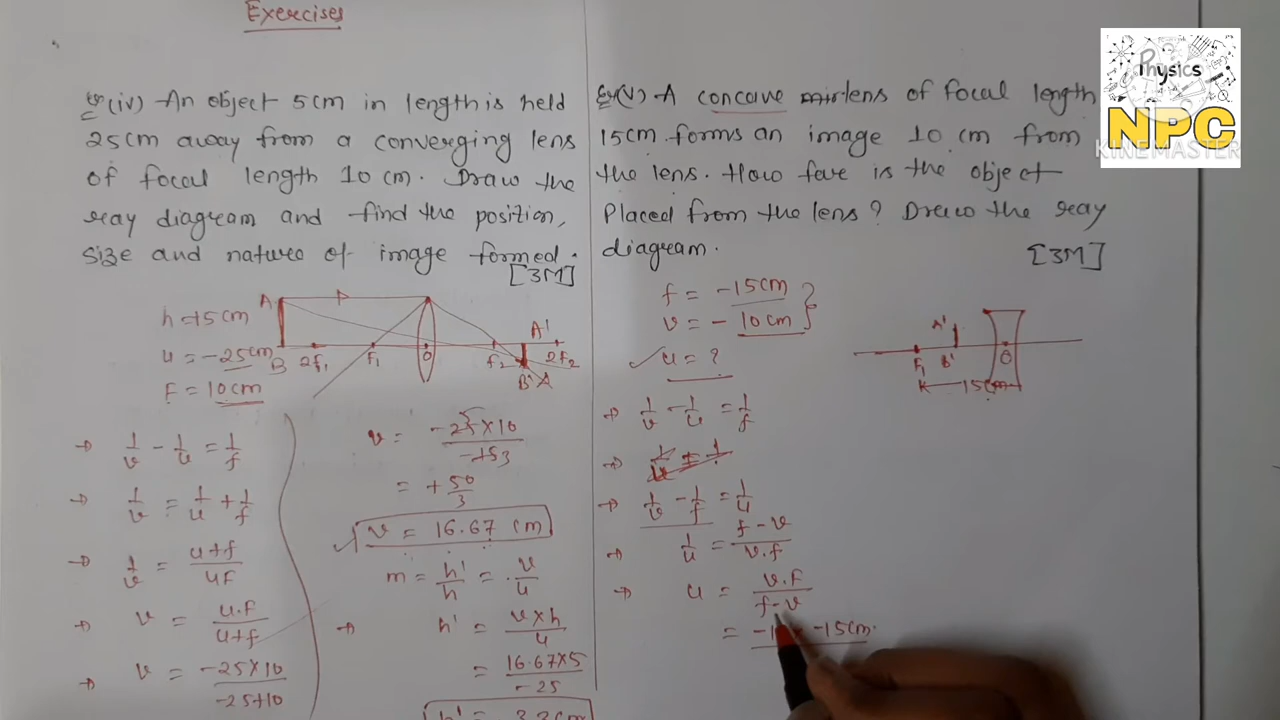 Exercises
Ex(iv) An object 5cm in length is held
25cm away from a converging lens
of focal length 10 cm. Draw the
ray diagram and find the position,
size and nature of image formed.
[3M]
h=+5cm
u = -25cm
F = 10cm
A
B
2f₁
F₁
O
F₂
2F₂
A'
B'
→ 1/v - 1/u = 1/f
→ 1/v = 1/u + 1/f
→ 1/v = u+f/uf
→ v = u.F/u+f
→ v = -25×10/-25+10
v = -25×10/-153
= +50/3
v = 16.67 cm
m = h'/h = v/u
→ h' = v×h/u
= 16.67×5/-25
Ex(v) A concave lens of focal length
15cm forms an image 10 cm from
the lens. How fare is the object
Placed from the lens? Draw the ray
diagram.
[3M]
f = -15cm
v = - 10cm
u = ?
A'
F₁
B'
O
15cm
→ 1/v - 1/u = 1/f
→ 1/v - 1/f = 1/u
→ 1/u = f-v/v.f
→ u = v.F/f-v
-15cm
Physics
NPC
KINEMASTER